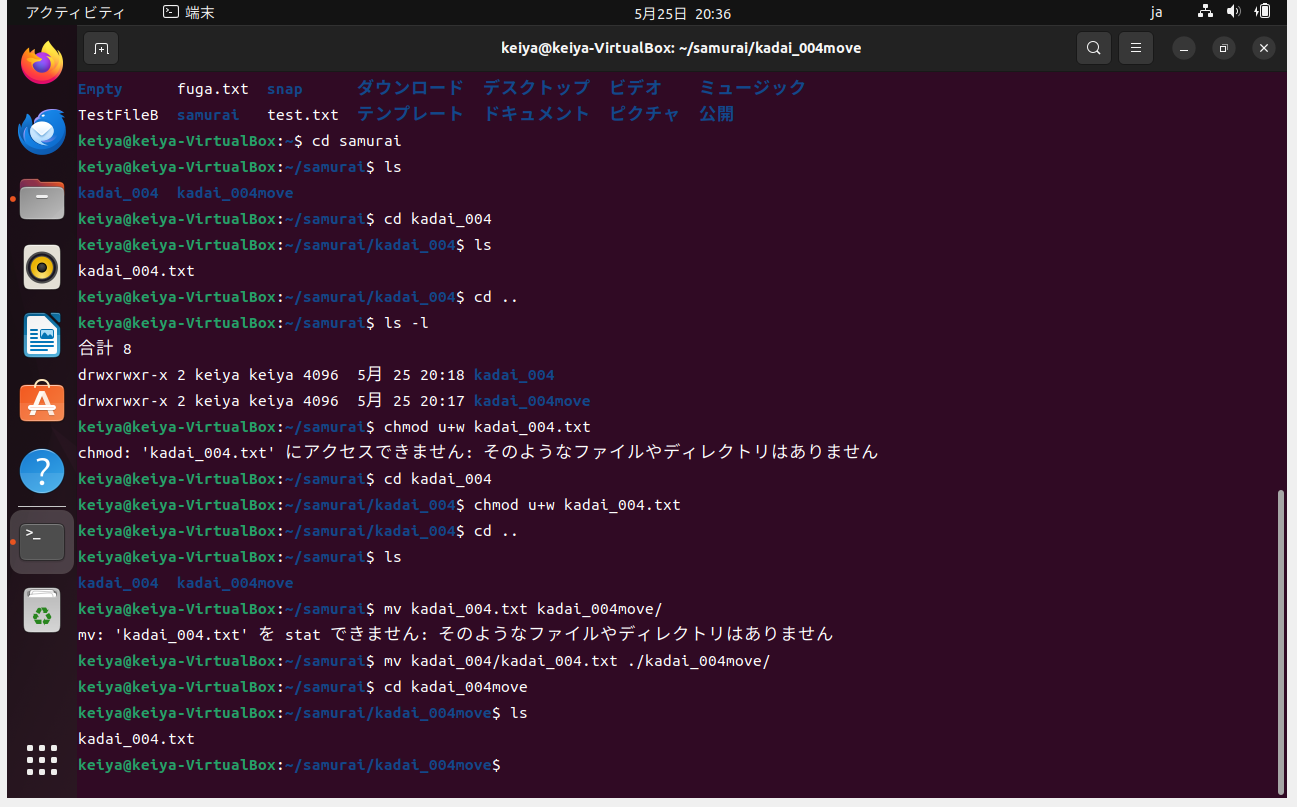 アクティビティ 端末 5月25日 20:36 ja
keiya@keiya-VirtualBox: ~/samurai/kadai_004move
Empty fuga.txt snap ダウンロード デスクトップ ビデオ ミュージック
TestFileB samurai test.txt テンプレート ドキュメント ピクチャ 公開
keiya@keiya-VirtualBox:~$ cd samurai
keiya@keiya-VirtualBox:~/samurai$ ls
kadai_004 kadai_004move
keiya@keiya-VirtualBox:~/samurai$ cd kadai_004
keiya@keiya-VirtualBox:~/samurai/kadai_004$ ls
kadai_004.txt
keiya@keiya-VirtualBox:~/samurai/kadai_004$ cd ..
keiya@keiya-VirtualBox:~/samurai$ ls -l
合計 8
drwxrwxr-x 2 keiya keiya 4096 5月 25 20:18 kadai_004
drwxrwxr-x 2 keiya keiya 4096 5月 25 20:17 kadai_004move
keiya@keiya-VirtualBox:~/samurai$ chmod u+w kadai_004.txt
chmod: 'kadai_004.txt' にアクセスできません: そのようなファイルやディレクトリはありません
keiya@keiya-VirtualBox:~/samurai$ cd kadai_004
keiya@keiya-VirtualBox:~/samurai/kadai_004$ chmod u+w kadai_004.txt
keiya@keiya-VirtualBox:~/samurai/kadai_004$ cd ..
keiya@keiya-VirtualBox:~/samurai$ ls
kadai_004 kadai_004move
keiya@keiya-VirtualBox:~/samurai$ mv kadai_004.txt kadai_004move/
mv: 'kadai_004.txt' を stat できません: そのようなファイルやディレクトリはありません
keiya@keiya-VirtualBox:~/samurai$ mv kadai_004/kadai_004.txt ./kadai_004move/
keiya@keiya-VirtualBox:~/samurai$ cd kadai_004move
keiya@keiya-VirtualBox:~/samurai/kadai_004move$ ls
kadai_004.txt
keiya@keiya-VirtualBox:~/samurai/kadai_004move$